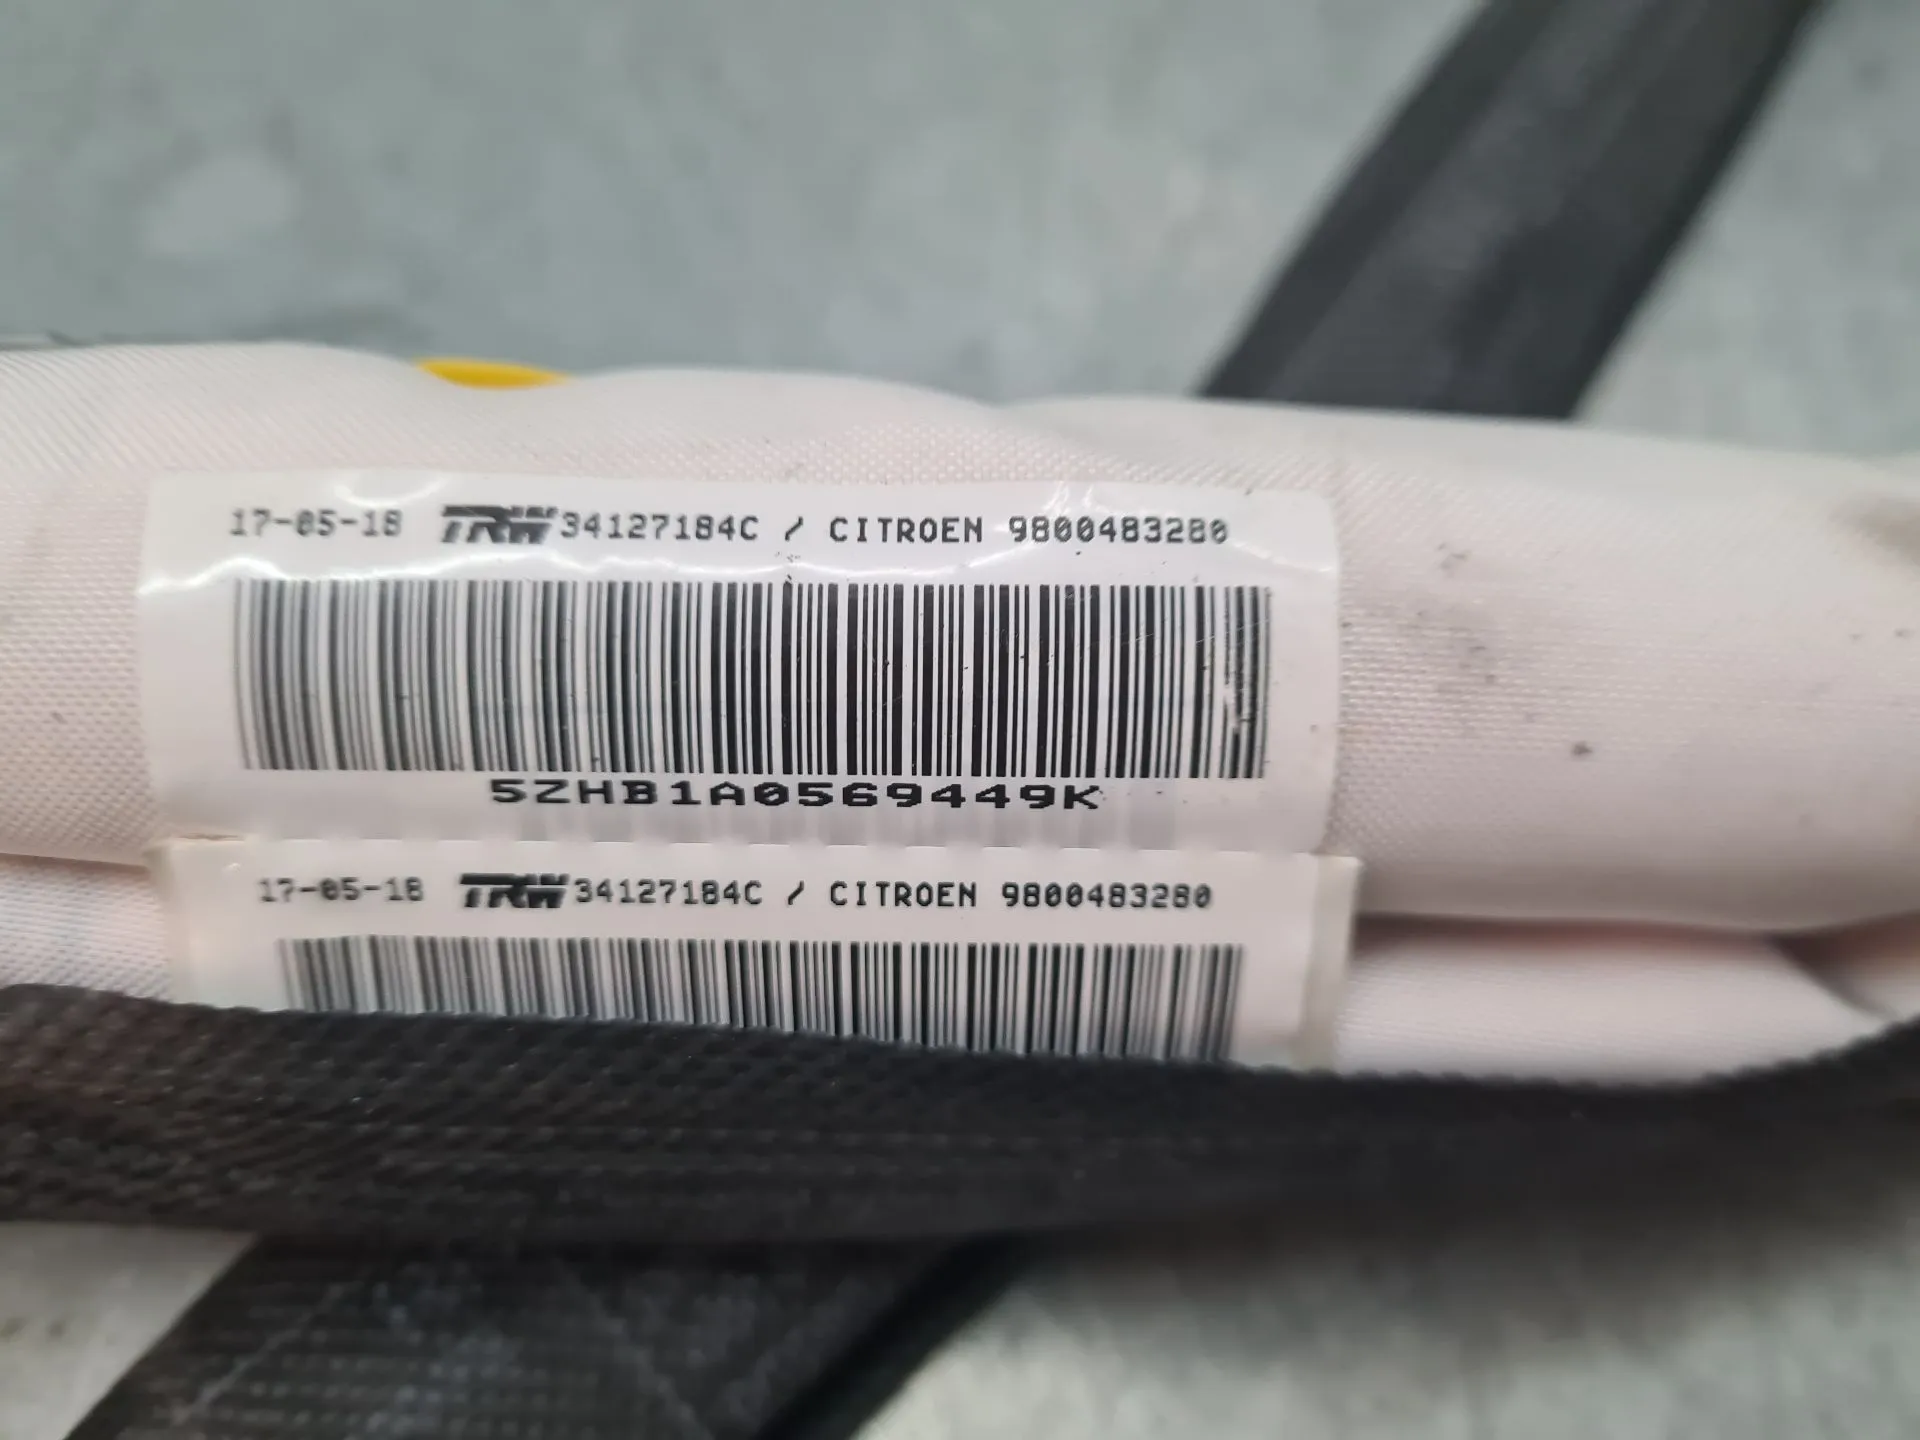 17-05-18 TRW 34127184C / CITROEN 9800483280
5ZHB1A0569449K
17-05-18 TRW 34127184C / CITROEN 9800483280